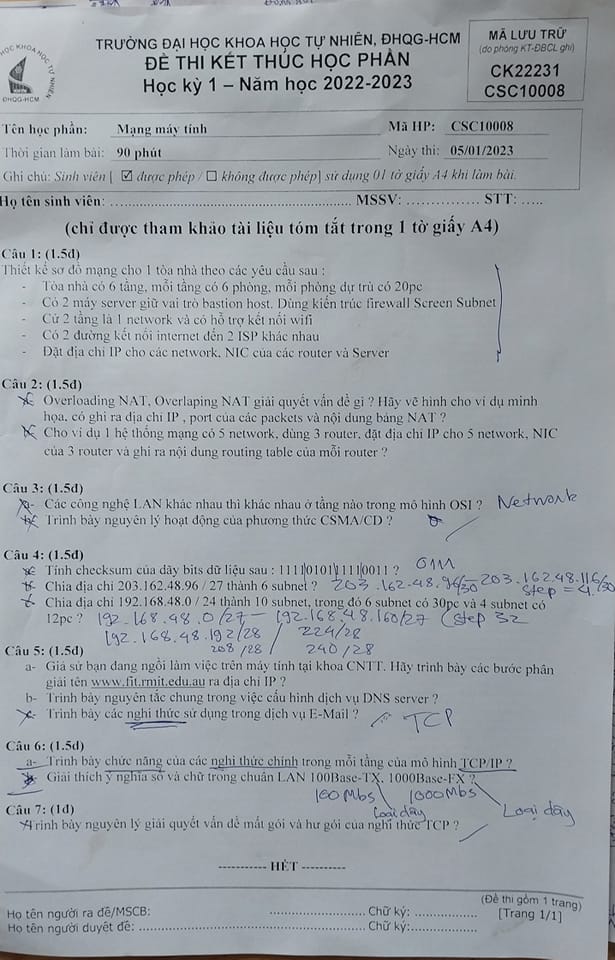 TRƯỜNG ĐẠI HỌC KHOA HỌC TỰ NHIÊN, ĐHQG-HCM
ĐỀ THI KẾT THÚC HỌC PHẦN
Học kỳ 1 – Năm học 2022-2023
MÃ LƯU TRỮ
(do phòng KT-ĐBCL ghi)
CK22231
CSC10008
ĐHQG-HCM
Tên học phần: Mạng máy tính Mã HP: CSC10008
Thời gian làm bài: 90 phút Ngày thi: 05/01/2023
Ghi chú: Sinh viên [ ☑ được phép / ☐ không được phép] sử dụng 01 tờ giấy A4 khi làm bài.
Họ tên sinh viên: MSSV: STT:
(chỉ được tham khảo tài liệu tóm tắt trong 1 tờ giấy A4)
Câu 1: (1.5đ)
Thiết kế sơ đồ mạng cho 1 tòa nhà theo các yêu cầu sau :
- Tòa nhà có 6 tầng, mỗi tầng có 6 phòng, mỗi phòng dự trù có 20pc
- Có 2 máy server giữ vai trò bastion host. Dùng kiến trúc firewall Screen Subnet
- Cứ 2 tầng là 1 network và có hỗ trợ kết nối wifi
- Có 2 đường kết nối internet đến 2 ISP khác nhau
- Đặt địa chỉ IP cho các network, NIC của các router và Server
Câu 2: (1.5đ)
Overloading NAT, Overlaping NAT giải quyết vấn đề gì ? Hãy vẽ hình cho ví dụ minh
họa, có ghi ra địa chỉ IP , port của các packets và nội dung bảng NAT ?
Cho ví dụ 1 hệ thống mạng có 5 network, dùng 3 router, đặt địa chỉ IP cho 5 network, NIC
của 3 router và ghi ra nội dung routing table của mỗi router ?
Câu 3: (1.5đ)
a- Các công nghệ LAN khác nhau thì khác nhau ở tầng nào trong mô hình OSI ? Network
b- Trình bày nguyên lý hoạt động của phương thức CSMA/CD ?
Câu 4: (1.5đ)
Tính checksum của dãy bits dữ liệu sau : 111101011110011 ? 0111
Chia địa chỉ 203.162.48.96 / 27 thành 6 subnet ? 203.162.48.96/30 – 203.162.48.116/30
step = 4
Chia địa chỉ 192.168.48.0 / 24 thành 10 subnet, trong đó 6 subnet có 30pc và 4 subnet có
12pc ? 192.168.48.0/27 – 192.168.48.160/27 (step 32
192.168.48.192/28 / 224/28
208/28 240/28
Câu 5: (1.5đ)
a- Giả sử bạn đang ngồi làm việc trên máy tính tại khoa CNTT. Hãy trình bày các bước phân
giải tên www.fit.rmit.edu.au ra địa chỉ IP ?
b- Trình bày nguyên tắc chung trong việc cấu hình dịch vụ DNS server ?
c- Trình bày các nghi thức sử dụng trong dịch vụ E-Mail ? TCP
Câu 6: (1.5đ)
a- Trình bày chức năng của các nghi thức chính trong mỗi tầng của mô hình TCP/IP ?
Giải thích ý nghĩa số và chữ trong chuẩn LAN 100Base-TX, 1000Base-FX ?
100Mbs 1000Mbs
Loại dây Loại dây
Câu 7: (1đ)
Trình bày nguyên lý giải quyết vấn đề mất gói và hư gói của nghi thức TCP ?
----------- HẾT ----------
(Đề thi gồm 1 trang)
Họ tên người ra đề/MSCB: Chữ ký: [Trang 1/1]
Họ tên người duyệt đề: Chữ ký: